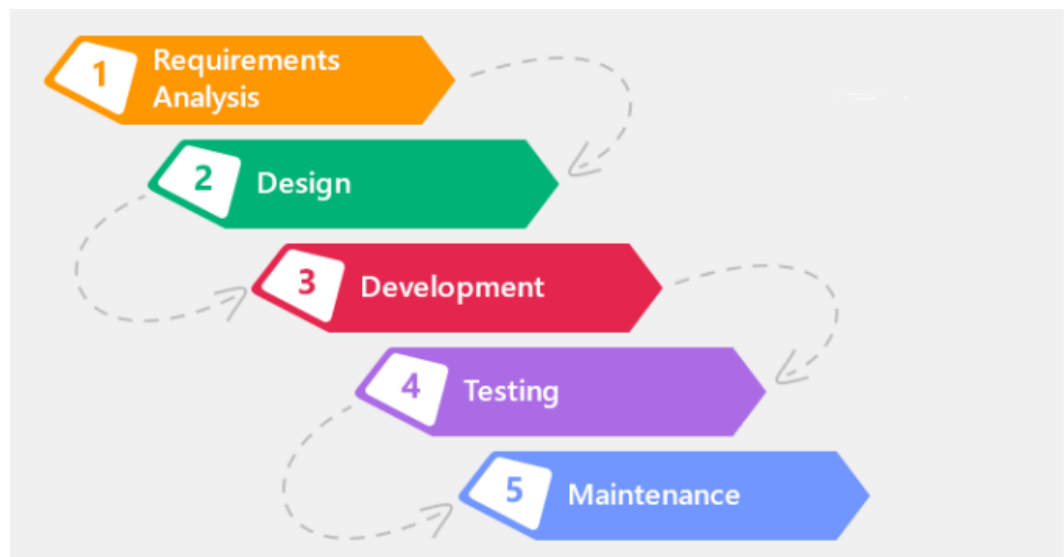 1
Requirements
Analysis
2
Design
3
Development
4
Testing
5
Maintenance